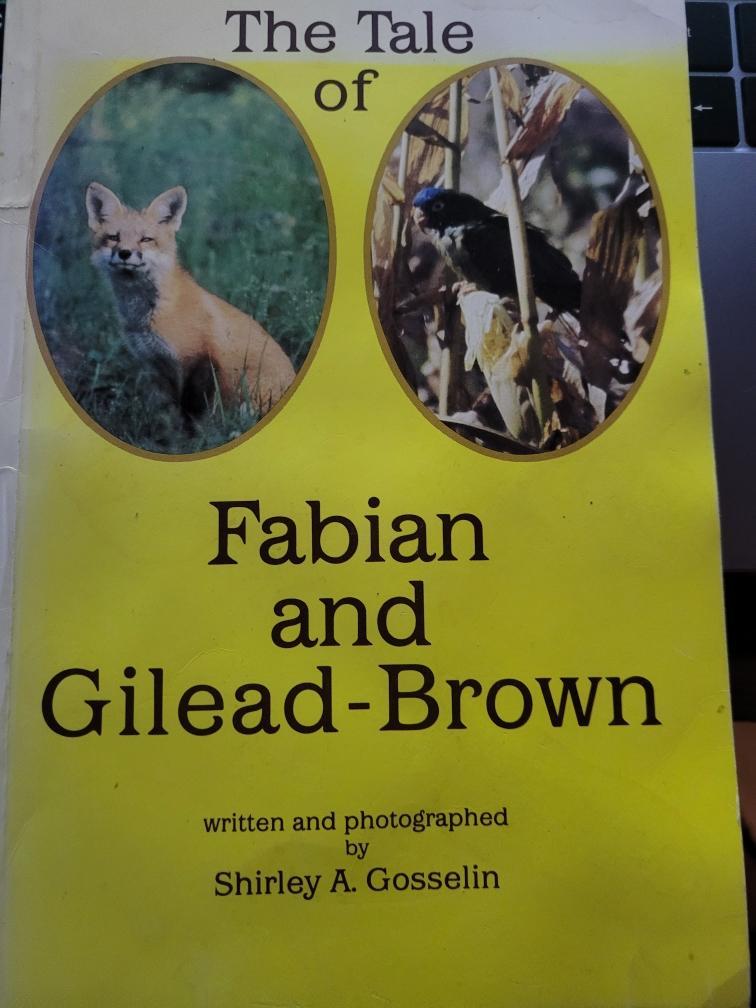 The Tale
of
Fabian
and
Gilead-Brown
written and photographed
by
Shirley A. Gosselin